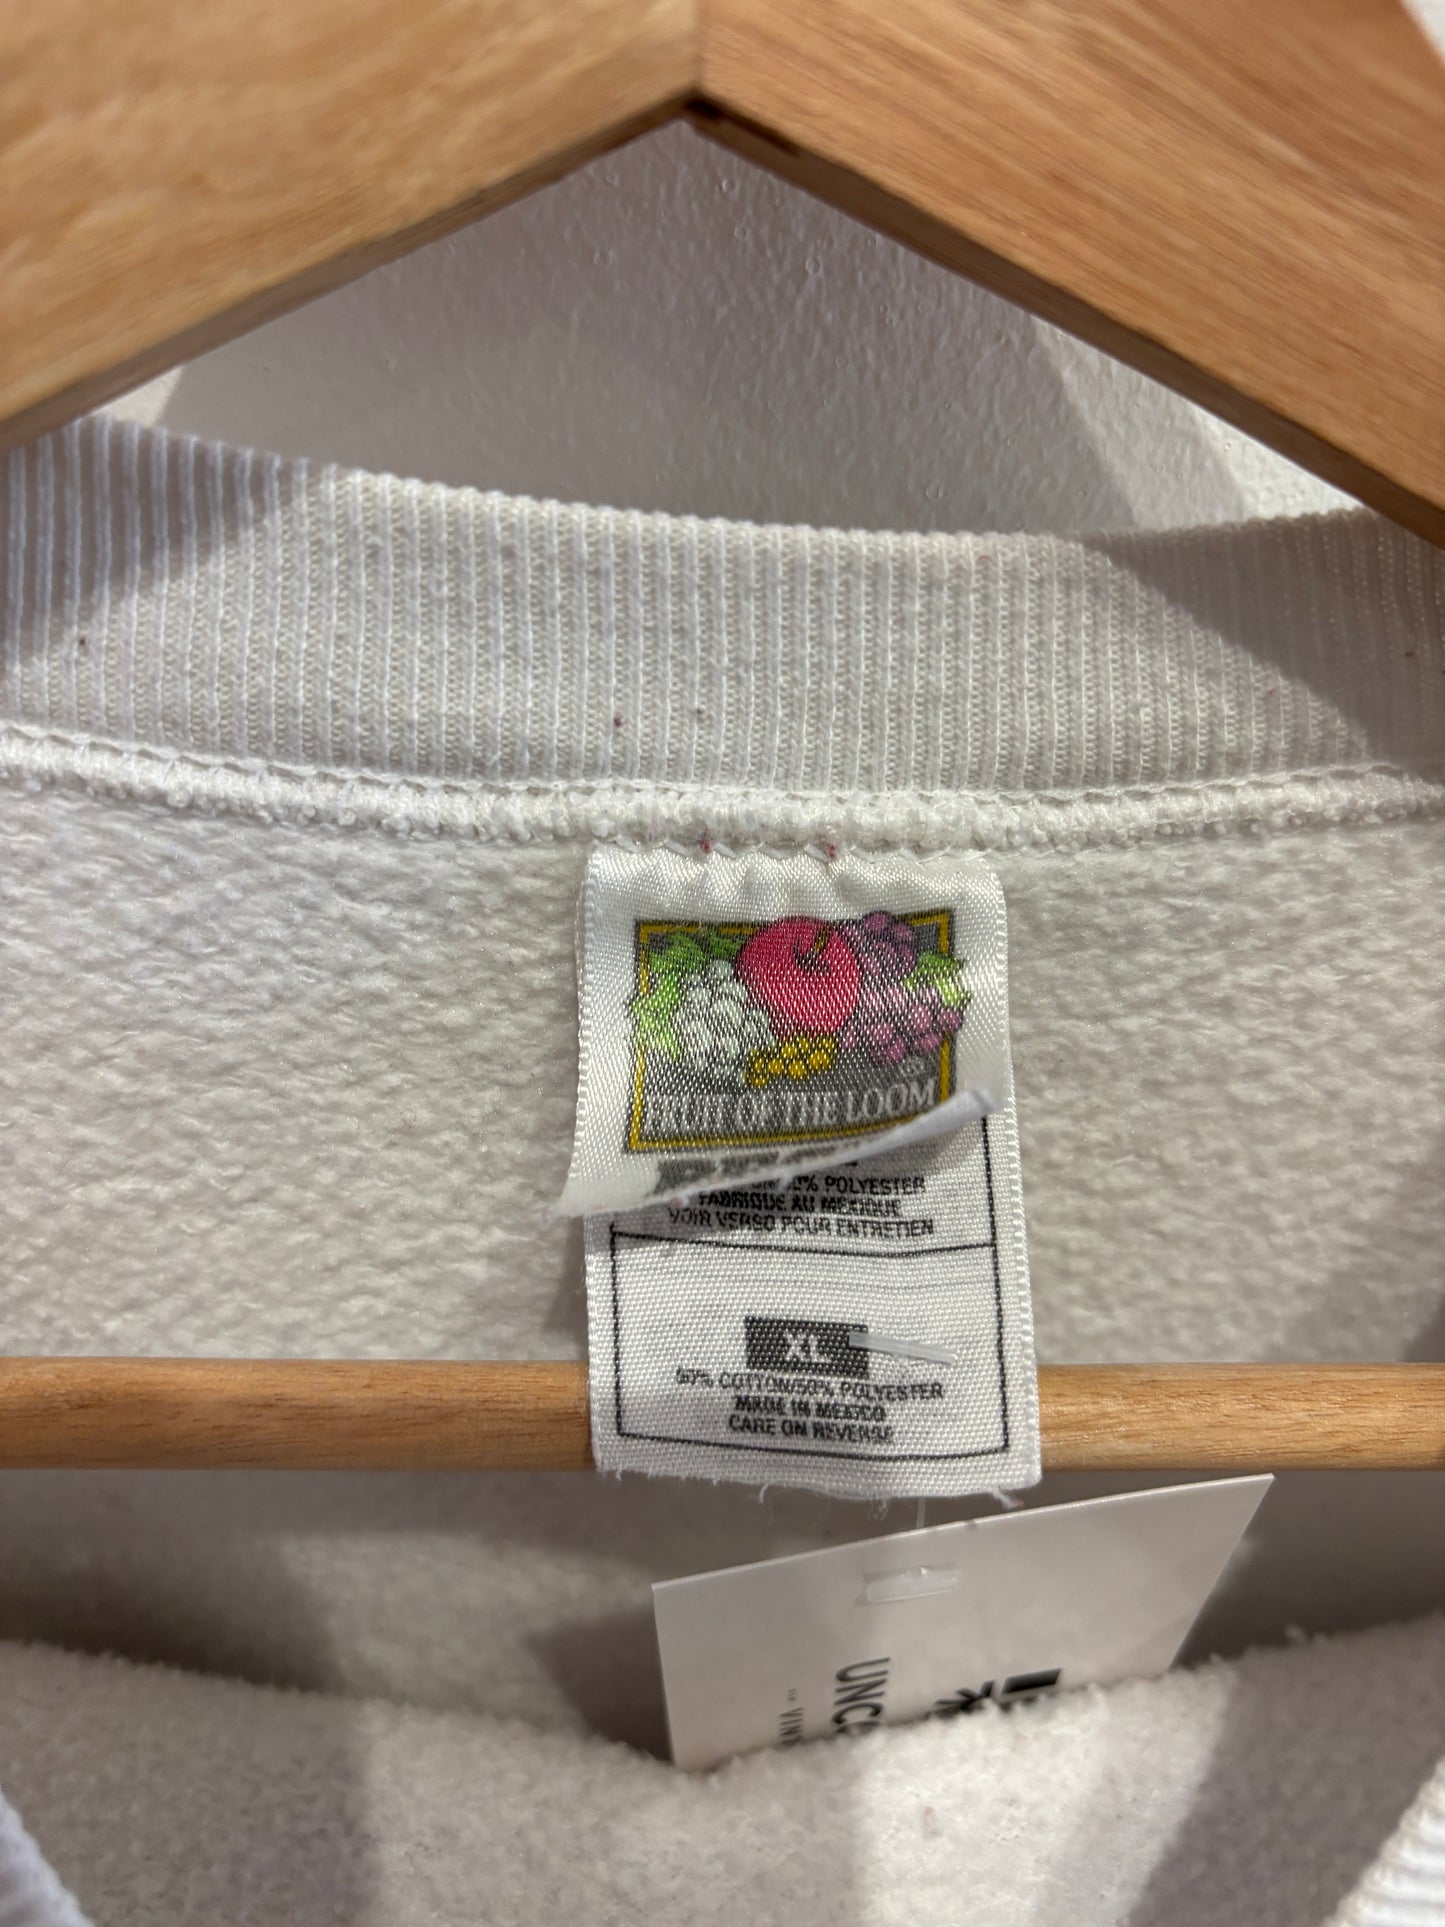 FRUIT OF THE LOOM
% POLYESTER
FABRIQUE AU MEXIQUE
VOIR VERSO POUR ENTRETIEN
XL
50% COTTON/50% POLYESTER
MADE IN MEXICO
CARE ON REVERSE